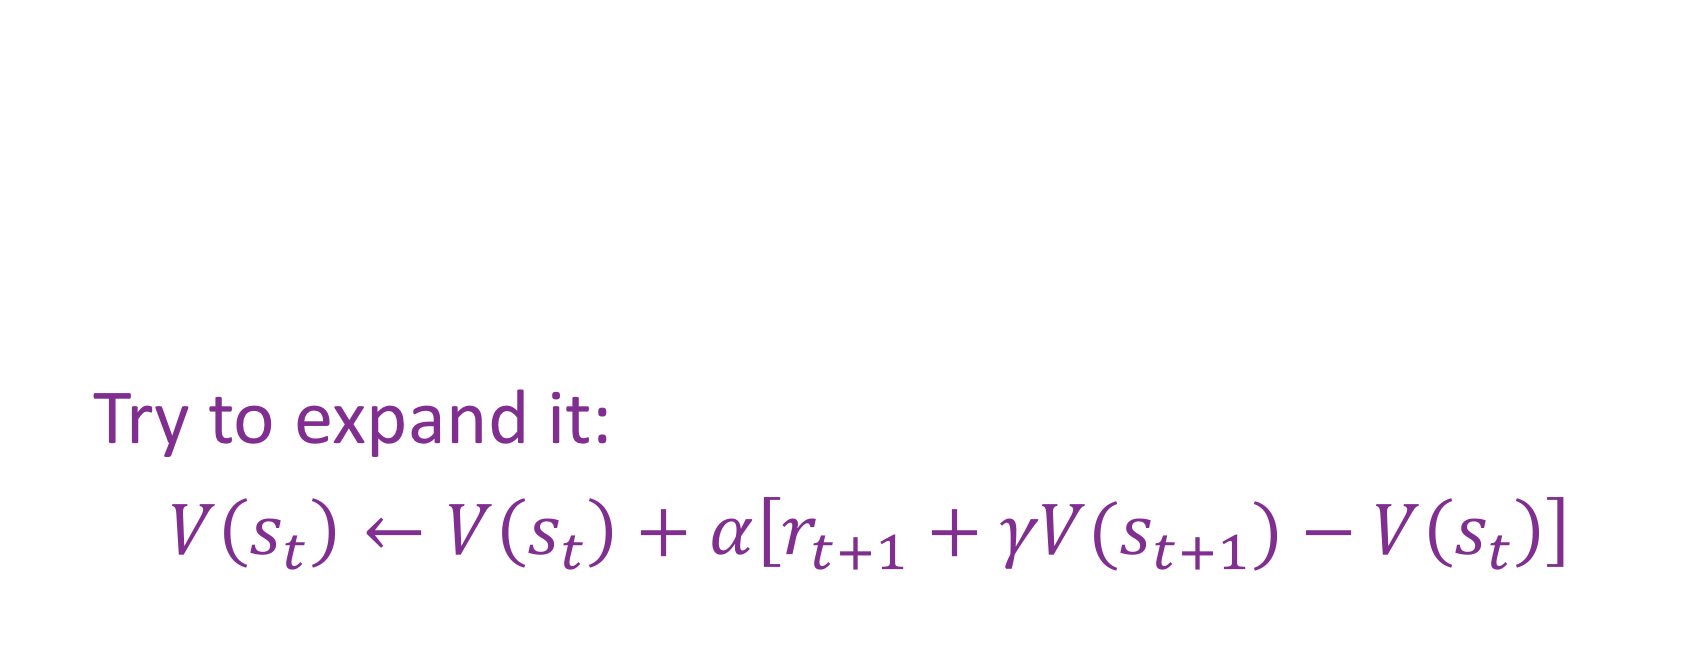 Try to expand it:
V(s_t) ← V(s_t) + α[r_{t+1} + γV(s_{t+1}) − V(s_t)]